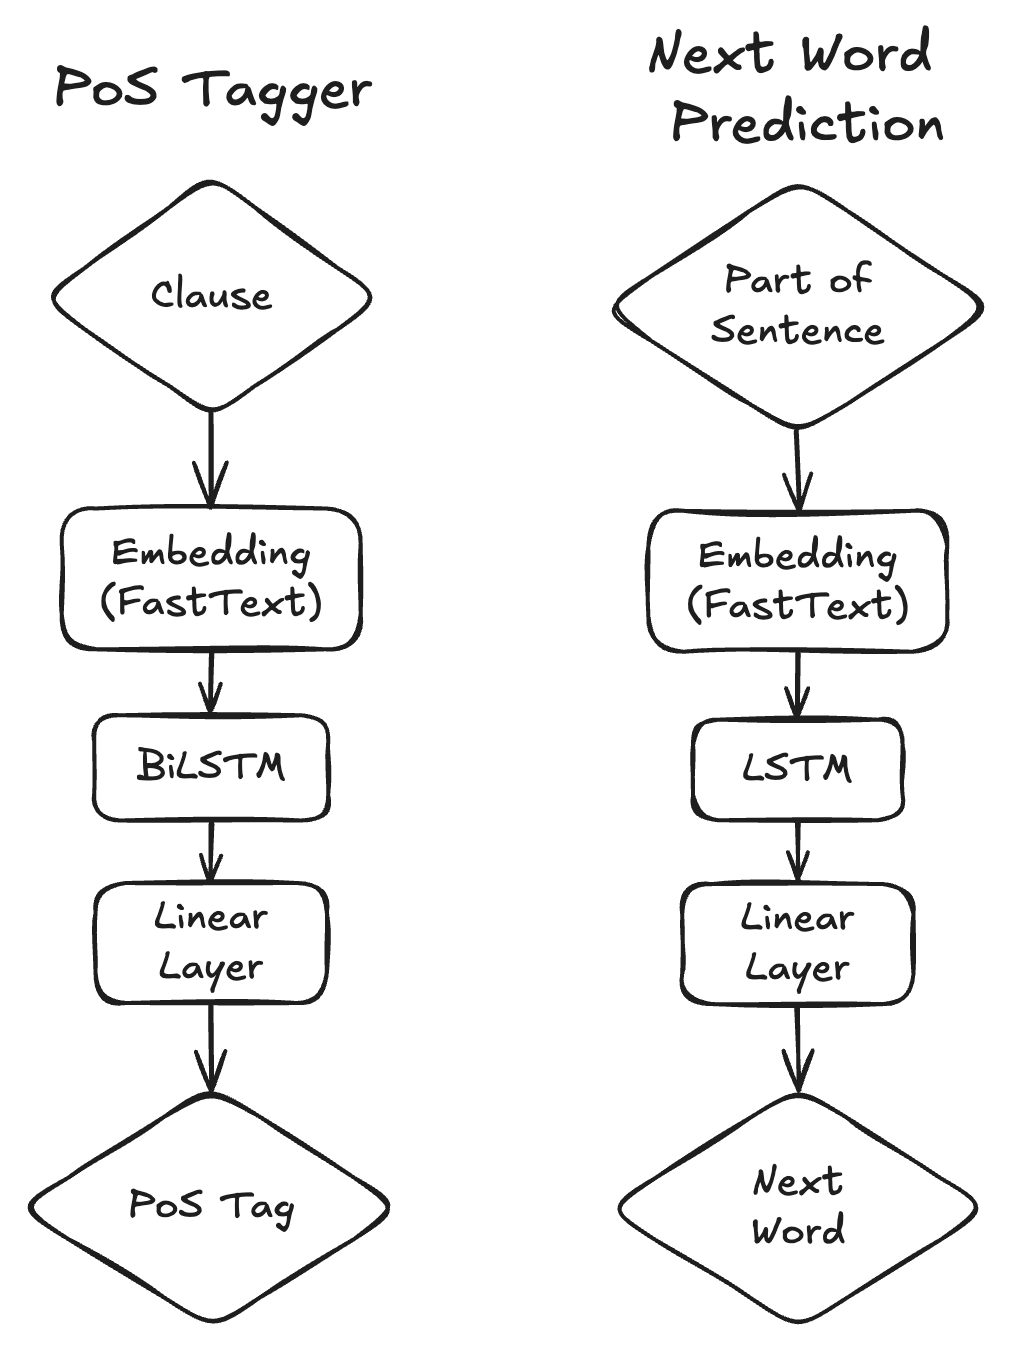 PoS Tagger
Clause
Embedding
(FastText)
BiLSTM
Linear
Layer
PoS Tag
Next Word
Prediction
Part of
Sentence
Embedding
(FastText)
LSTM
Linear
Layer
Next
Word